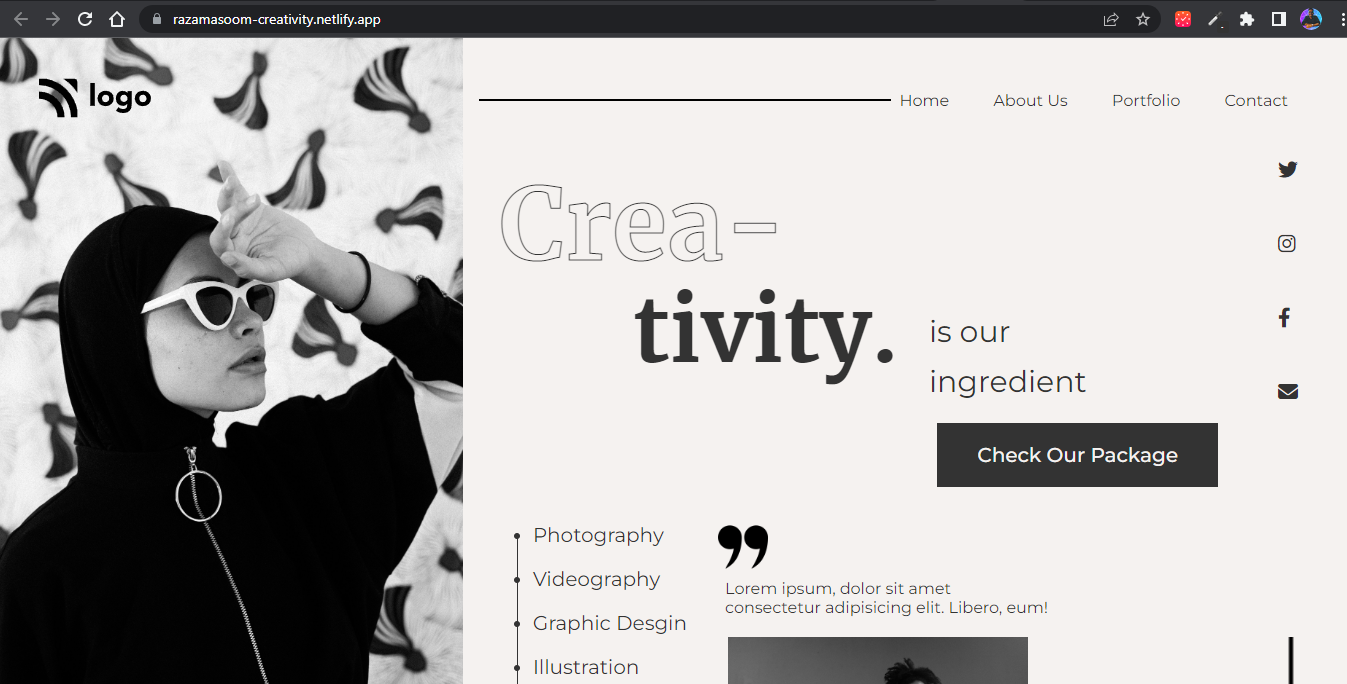 razamasoom-creativity.netlify.app
logo
Home About Us Portfolio Contact
Crea-
tivity.
is our
ingredient
Check Our Package
Photography
Videography
Graphic Desgin
Illustration
Lorem ipsum, dolor sit amet
consectetur adipisicing elit. Libero, eum!